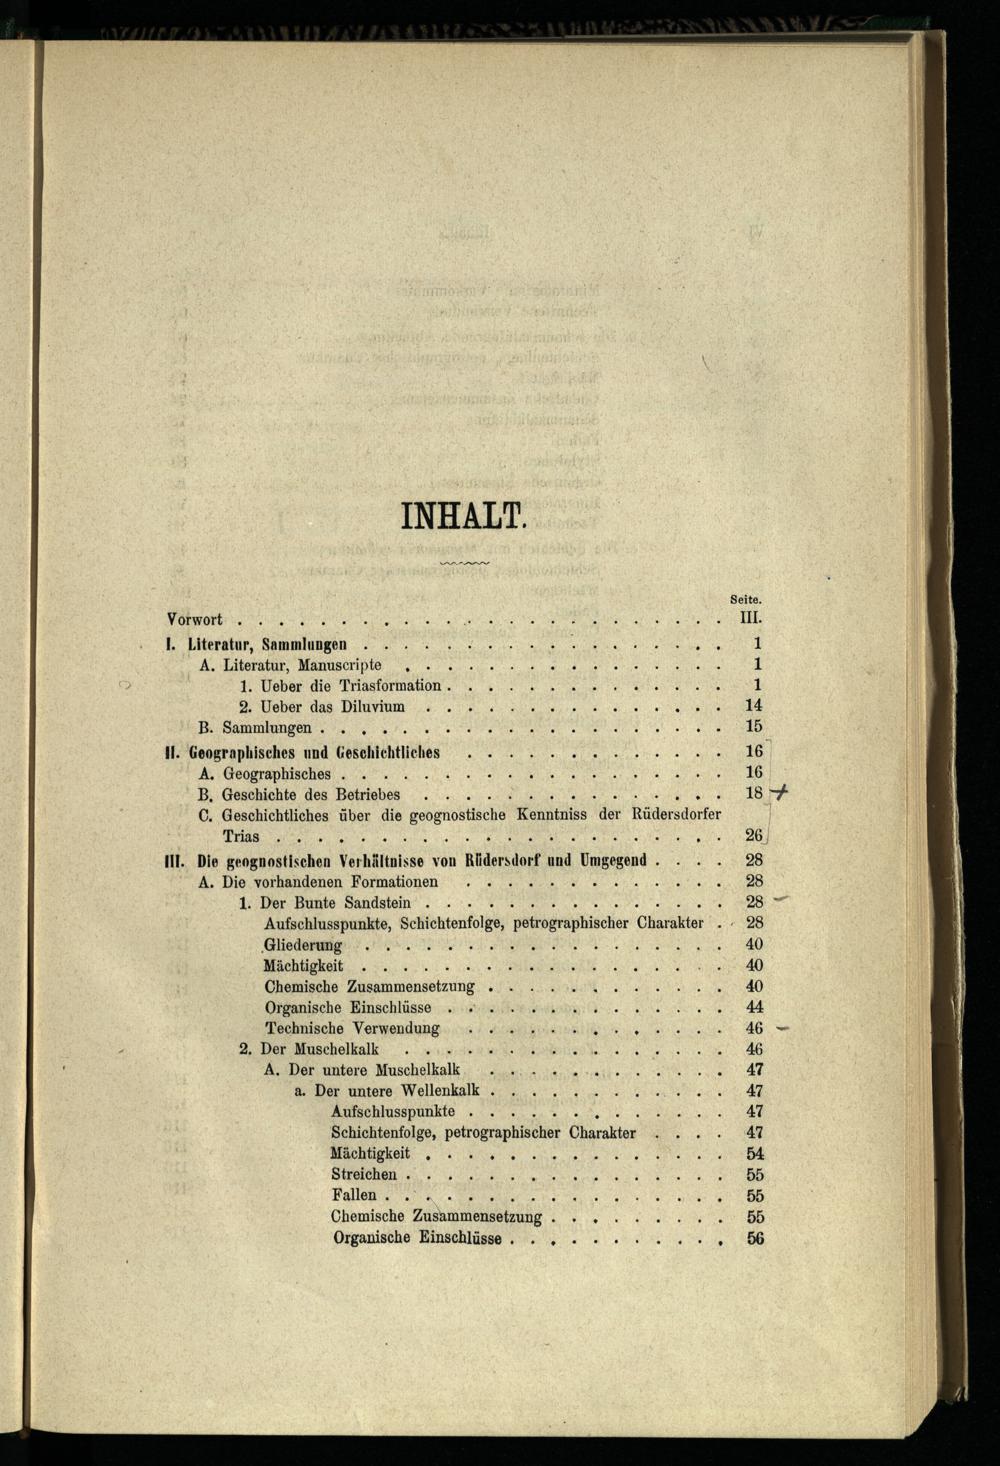 INHALT.
Seite.
Vorwort . . . . . . . . . . . . . . . . . . . . . . . . III.
I. Literatur, Sammlungen . . . . . . . . . . . . . . . . . . 1
A. Literatur, Manuscripte . . . . . . . . . . . . . . . . 1
1. Ueber die Triasformation . . . . . . . . . . . . . . 1
2. Ueber das Diluvium . . . . . . . . . . . . . . . 14
B. Sammlungen . . . . . . . . . . . . . . . . . . . . 15
II. Geographisches und Geschichtliches . . . . . . . . . . . . . 16
A. Geographisches . . . . . . . . . . . . . . . . . . . 16
B. Geschichte des Betriebes . . . . . . . . . . . . . . . 18
C. Geschichtliches über die geognostische Kenntniss der Rüdersdorfer
Trias . . . . . . . . . . . . . . . . . . . . . . 26
III. Die geognostischen Verhältnisse von Rüdersdorf und Umgegend . . . . 28
A. Die vorhandenen Formationen . . . . . . . . . . . . . 28
1. Der Bunte Sandstein . . . . . . . . . . . . . . . 28
Aufschlusspunkte, Schichtenfolge, petrographischer Charakter . 28
Gliederung . . . . . . . . . . . . . . . . . . 40
Mächtigkeit . . . . . . . . . . . . . . . . . . 40
Chemische Zusammensetzung . . . . . . . . . . . . 40
Organische Einschlüsse . . . . . . . . . . . . . . 44
Technische Verwendung . . . . . . . . . . . . . 46
2. Der Muschelkalk . . . . . . . . . . . . . . . . 46
A. Der untere Muschelkalk . . . . . . . . . . . . 47
a. Der untere Wellenkalk . . . . . . . . . . . . 47
Aufschlusspunkte . . . . . . . . . . . . . 47
Schichtenfolge, petrographischer Charakter . . . . 47
Mächtigkeit . . . . . . . . . . . . . . . 54
Streichen . . . . . . . . . . . . . . . . 55
Fallen . . . . . . . . . . . . . . . . . 55
Chemische Zusammensetzung . . . . . . . . . 55
Organische Einschlüsse . . . . . . . . . . . 56